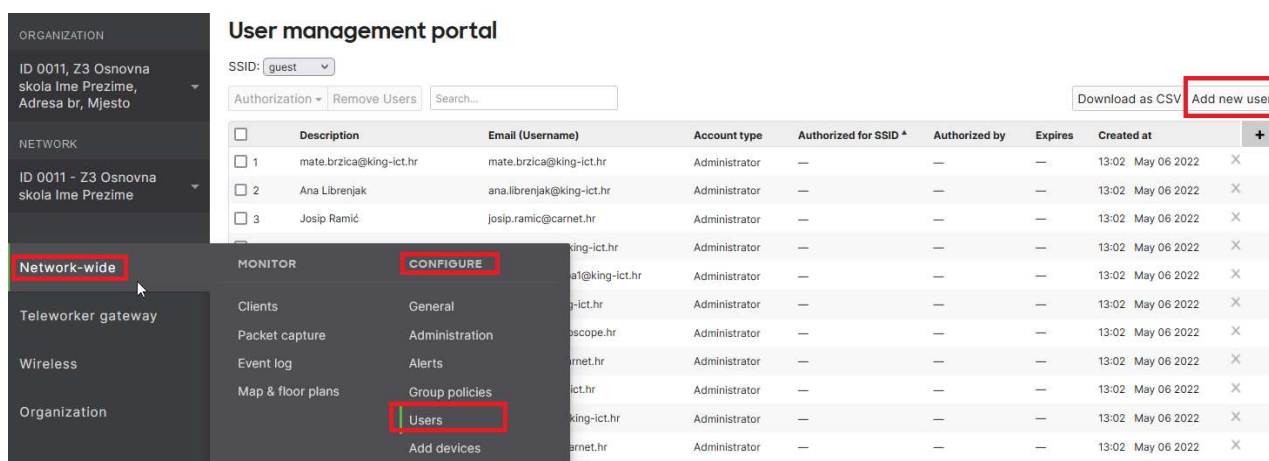 ORGANIZATION
ID 0011, Z3 Osnovna
skola Ime Prezime,
Adresa br, Mjesto
NETWORK
ID 0011 - Z3 Osnovna
skola Ime Prezime
Network-wide
Teleworker gateway
Wireless
Organization
User management portal
SSID: guest
Authorization Remove Users Search... Download as CSV Add new user
Description Email (Username) Account type Authorized for SSID Authorized by Expires Created at +
1 mate.brzica@king-ict.hr mate.brzica@king-ict.hr Administrator — — — 13:02 May 06 2022 X
2 Ana Librenjak ana.librenjak@king-ict.hr Administrator — — — 13:02 May 06 2022 X
3 Josip Ramić josip.ramic@carnet.hr Administrator — — — 13:02 May 06 2022 X
king-ict.hr Administrator — — — 13:02 May 06 2022 X
a1@king-ict.hr Administrator — — — 13:02 May 06 2022 X
g-ict.hr Administrator — — — 13:02 May 06 2022 X
oscope.hr Administrator — — — 13:02 May 06 2022 X
rnet.hr Administrator — — — 13:02 May 06 2022 X
ict.hr Administrator — — — 13:02 May 06 2022 X
king-ict.hr Administrator — — — 13:02 May 06 2022 X
arnet.hr Administrator — — — 13:02 May 06 2022 X
MONITOR
Clients
Packet capture
Event log
Map & floor plans
CONFIGURE
General
Administration
Alerts
Group policies
Users
Add devices